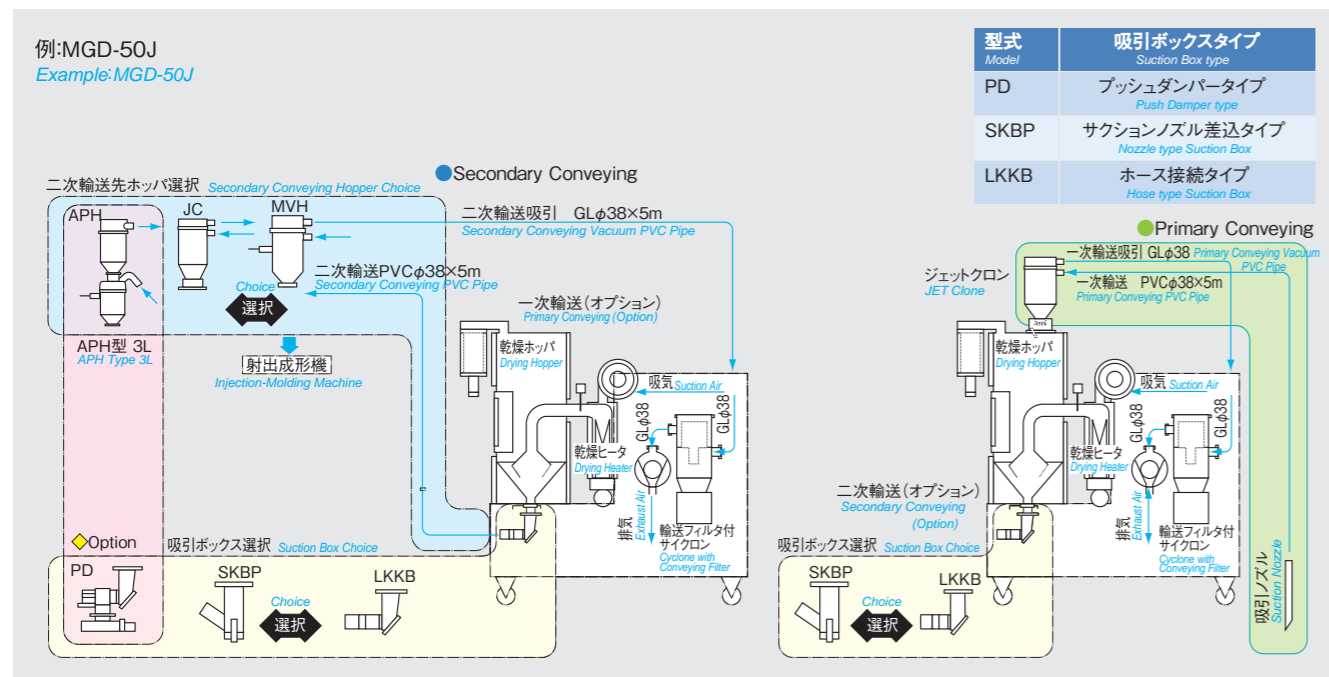 例:MGD-50J
Example:MGD-50J
型式
Model
吸引ボックスタイプ
Suction Box type
PD
プッシュダンパータイプ
Push Damper type
SKBP
サクションノズル差込タイプ
Nozzle type Suction Box
LKKB
ホース接続タイプ
Hose type Suction Box
●Secondary Conveying
二次輸送先ホッパ選択 Secondary Conveying Hopper Choice
APH
JC
MVH
二次輸送吸引 GLφ38×5m
Secondary Conveying Vacuum PVC Pipe
二次輸送PVCφ38×5m
Secondary Conveying PVC Pipe
Choice
選択
APH型 3L
APH Type 3L
射出成形機
Injection-Molding Machine
一次輸送(オプション)
Primary Conveying (Option)
乾燥ホッパ
Drying Hopper
吸気 Suction Air
GLφ38
GLφ38
乾燥ヒータ
Drying Heater
排気
Exhaust Air
輸送フィルタ付
サイクロン
Cyclone with
Conveying Filter
◇Option
吸引ボックス選択 Suction Box Choice
PD
SKBP
LKKB
Choice
選択
●Primary Conveying
一次輸送吸引 GLφ38 Primary Conveying Vacuum
PVC Pipe
一次輸送 PVCφ38×5m
Primary Conveying PVC Pipe
ジェットクロン
JET Clone
乾燥ホッパ
Drying Hopper
吸気 Suction Air
GLφ38
GLφ38
乾燥ヒータ
Drying Heater
二次輸送(オプション)
Secondary Conveying
(Option)
排気
Exhaust Air
輸送フィルタ付
サイクロン
Cyclone with
Conveying Filter
吸引ノズル
Suction Nozzle
吸引ボックス選択 Suction Box Choice
SKBP
LKKB
Choice
選択